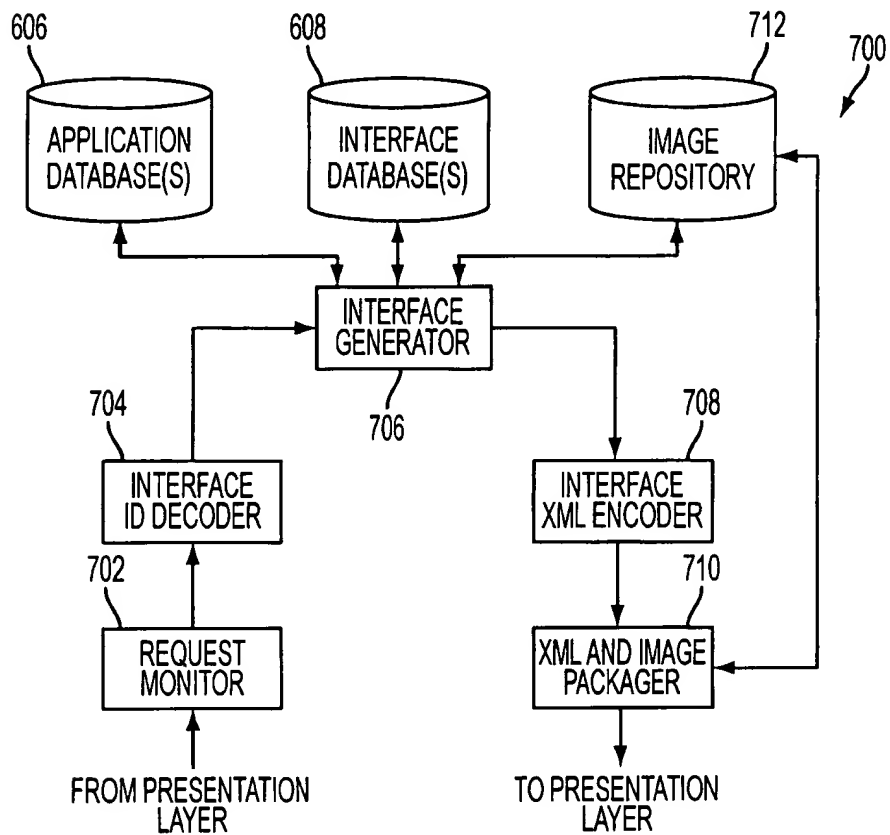 606
608
712
700
APPLICATION
DATABASE(S)
INTERFACE
DATABASE(S)
IMAGE
REPOSITORY
INTERFACE
GENERATOR
706
704
708
INTERFACE
ID DECODER
INTERFACE
XML ENCODER
702
710
REQUEST
MONITOR
XML AND IMAGE
PACKAGER
FROM PRESENTATION
LAYER
TO PRESENTATION
LAYER